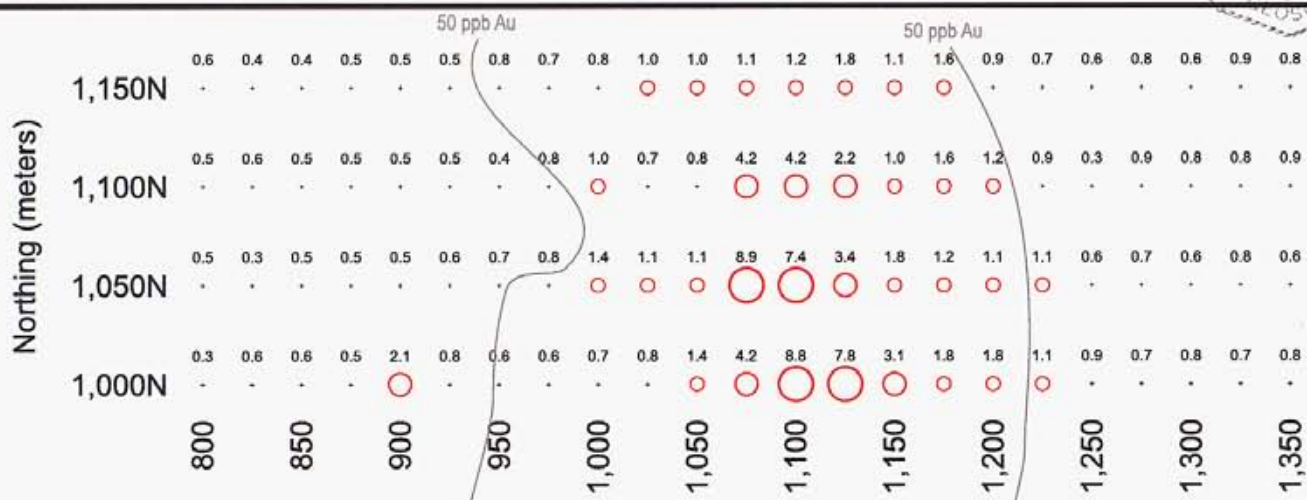 50 ppb Au
50 ppb Au
0.6 0.4 0.4 0.5 0.5 0.5 0.8 0.7 0.8 1.0 1.0 1.1 1.2 1.8 1.1 1.6 0.9 0.7 0.6 0.8 0.6 0.9 0.8
1,150N
0.5 0.6 0.5 0.5 0.5 0.5 0.4 0.8 1.0 0.7 0.8 4.2 4.2 2.2 1.0 1.6 1.2 0.9 0.3 0.9 0.8 0.8 0.9
1,100N
0.5 0.3 0.5 0.5 0.5 0.6 0.7 0.8 1.4 1.1 1.1 8.9 7.4 3.4 1.8 1.2 1.1 1.1 0.6 0.7 0.6 0.8 0.6
1,050N
0.3 0.6 0.6 0.5 2.1 0.8 0.6 0.6 0.7 0.8 1.4 4.2 8.8 7.8 3.1 1.8 1.8 1.1 0.9 0.7 0.8 0.7 0.8
1,000N
Northing (meters)
800 850 900 950 1,000 1,050 1,100 1,150 1,200 1,250 1,300 1,350